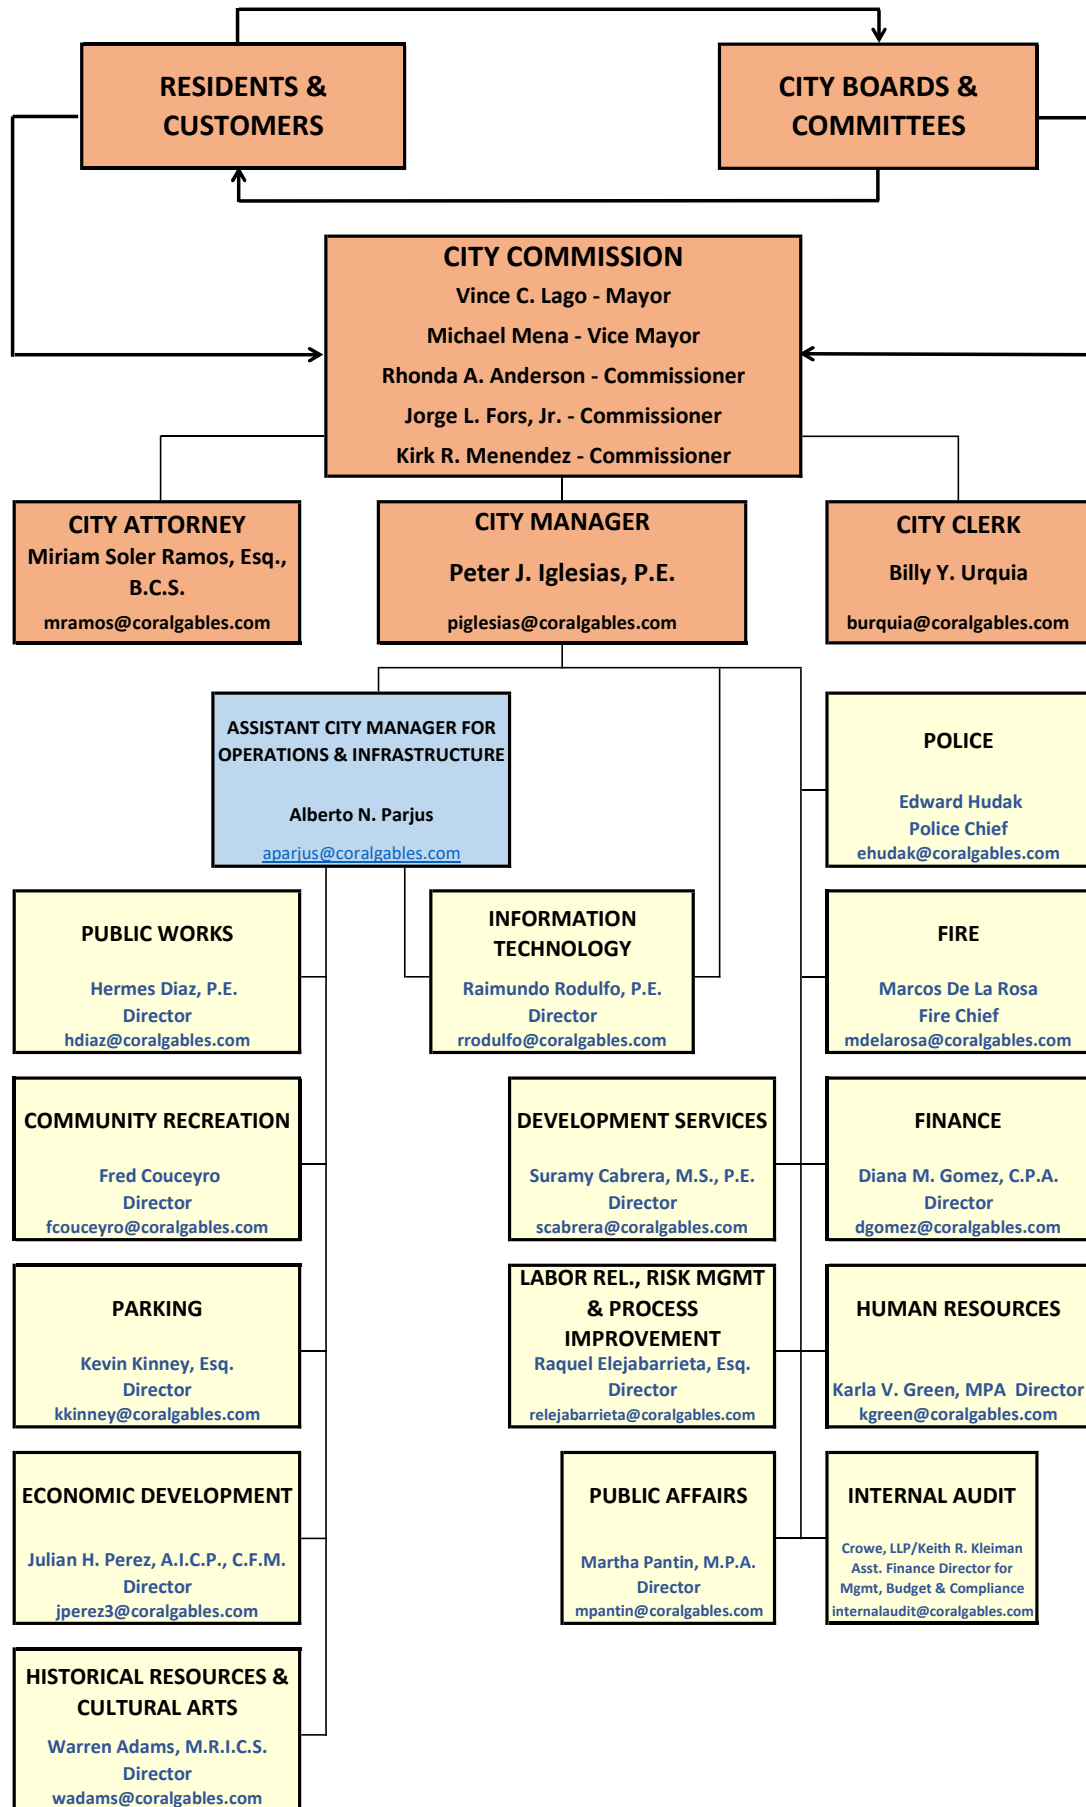 RESIDENTS &
CUSTOMERS
CITY BOARDS &
COMMITTEES
CITY COMMISSION
Vince C. Lago - Mayor
Michael Mena - Vice Mayor
Rhonda A. Anderson - Commissioner
Jorge L. Fors, Jr. - Commissioner
Kirk R. Menendez - Commissioner
CITY ATTORNEY
Miriam Soler Ramos, Esq.,
B.C.S.
mramos@coralgables.com
CITY MANAGER
Peter J. Iglesias, P.E.
piglesias@coralgables.com
CITY CLERK
Billy Y. Urquia
burquia@coralgables.com
ASSISTANT CITY MANAGER FOR
OPERATIONS & INFRASTRUCTURE
Alberto N. Parjus
aparjus@coralgables.com
POLICE
Edward Hudak
Police Chief
ehudak@coralgables.com
PUBLIC WORKS
Hermes Diaz, P.E.
Director
hdiaz@coralgables.com
INFORMATION
TECHNOLOGY
Raimundo Rodulfo, P.E.
Director
rrodulfo@coralgables.com
FIRE
Marcos De La Rosa
Fire Chief
mdelarosa@coralgables.com
COMMUNITY RECREATION
Fred Couceyro
Director
fcouceyro@coralgables.com
DEVELOPMENT SERVICES
Suramy Cabrera, M.S., P.E.
Director
scabrera@coralgables.com
FINANCE
Diana M. Gomez, C.P.A.
Director
dgomez@coralgables.com
PARKING
Kevin Kinney, Esq.
Director
kkinney@coralgables.com
LABOR REL., RISK MGMT
& PROCESS
IMPROVEMENT
Raquel Elejabarrieta, Esq.
Director
relejabarrieta@coralgables.com
HUMAN RESOURCES
Karla V. Green, MPA  Director
kgreen@coralgables.com
ECONOMIC DEVELOPMENT
Julian H. Perez, A.I.C.P., C.F.M.
Director
jperez3@coralgables.com
PUBLIC AFFAIRS
Martha Pantin, M.P.A.
Director
mpantin@coralgables.com
INTERNAL AUDIT
Crowe, LLP/Keith R. Kleiman
Asst. Finance Director for
Mgmt, Budget & Compliance
internalaudit@coralgables.com
HISTORICAL RESOURCES &
CULTURAL ARTS
Warren Adams, M.R.I.C.S.
Director
wadams@coralgables.com